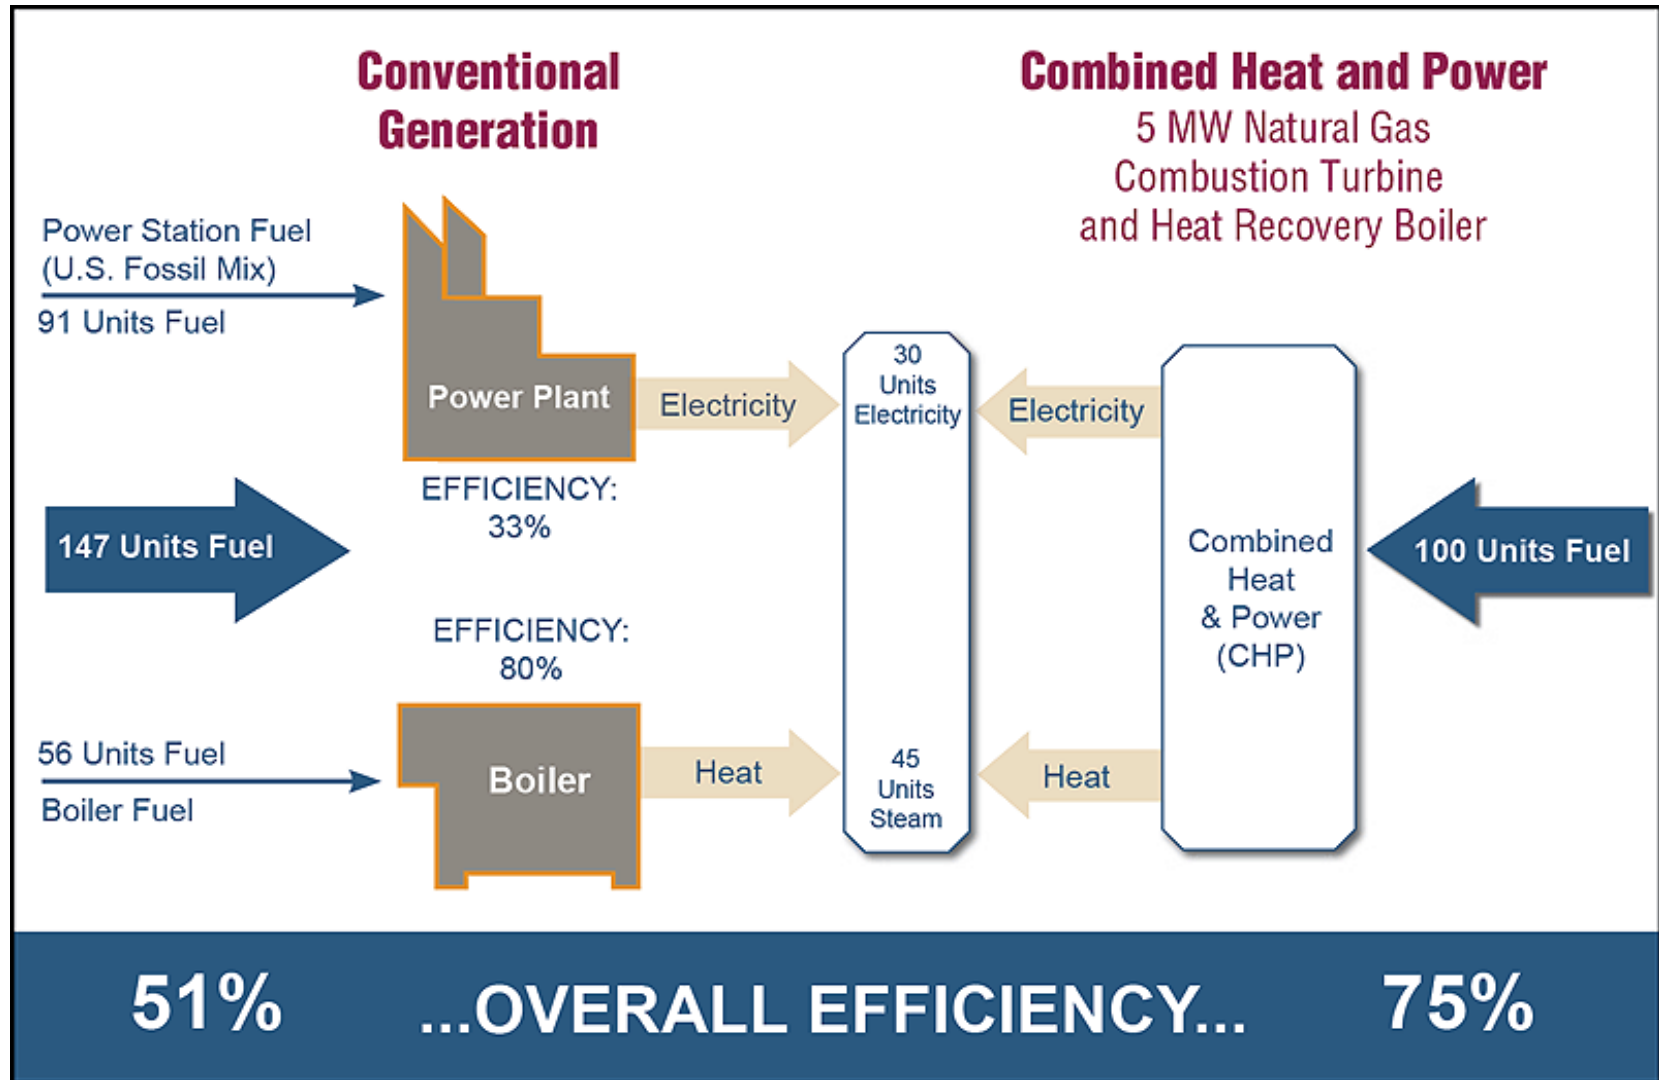 Conventional
Generation
Combined Heat and Power
5 MW Natural Gas
Combustion Turbine
and Heat Recovery Boiler
Power Station Fuel
(U.S. Fossil Mix)
91 Units Fuel
Power Plant
Electricity
30
Units
Electricity
Electricity
EFFICIENCY:
33%
147 Units Fuel
Combined
Heat
& Power
(CHP)
100 Units Fuel
EFFICIENCY:
80%
56 Units Fuel
Boiler Fuel
Boiler
Heat
45
Units
Steam
Heat
51%
...OVERALL EFFICIENCY...
75%